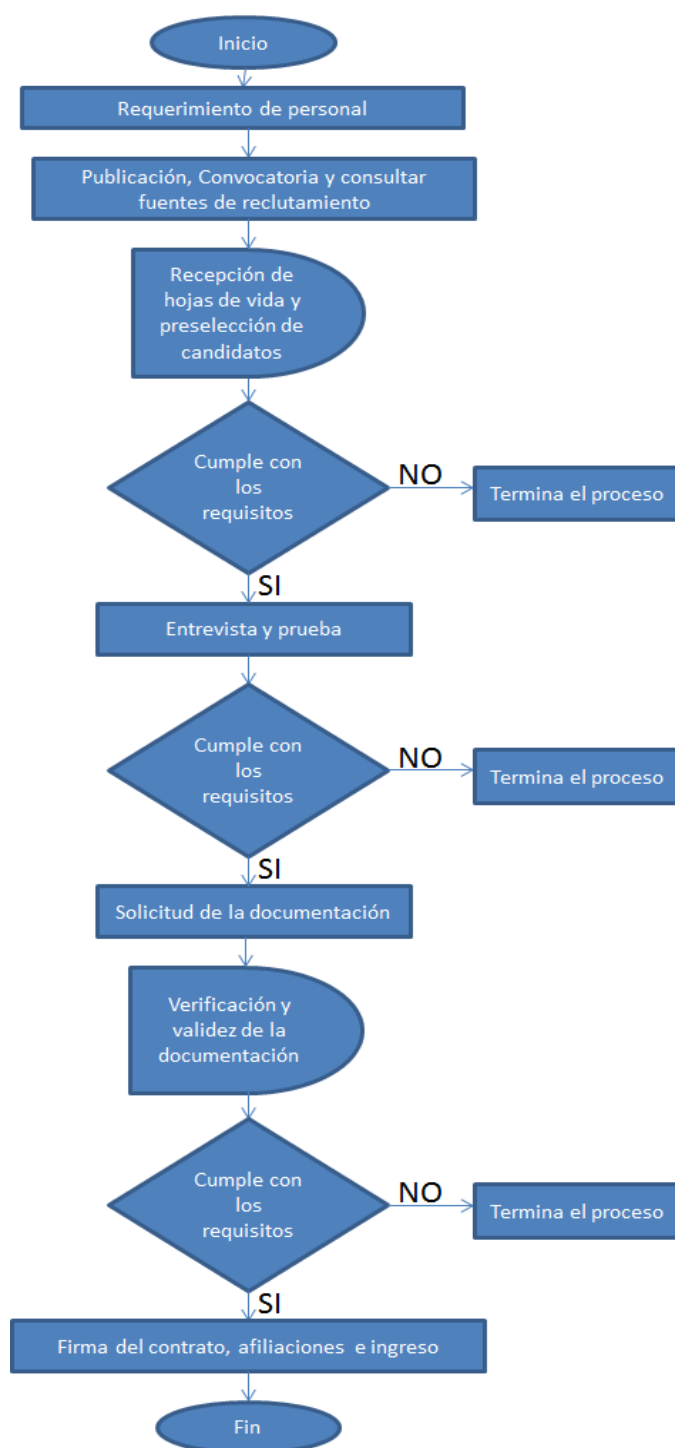 Inicio
Requerimiento de personal
Publicación, Convocatoria y consultar
fuentes de reclutamiento
Recepción de
hojas de vida y
preselección de
candidatos
Cumple con
los
requisitos
NO
Termina el proceso
SI
Entrevista y prueba
Cumple con
los
requisitos
NO
Termina el proceso
SI
Solicitud de la documentación
Verificación y
validez de la
documentación
Cumple con
los
requisitos
NO
Termina el proceso
SI
Firma del contrato, afiliaciones e ingreso
Fin